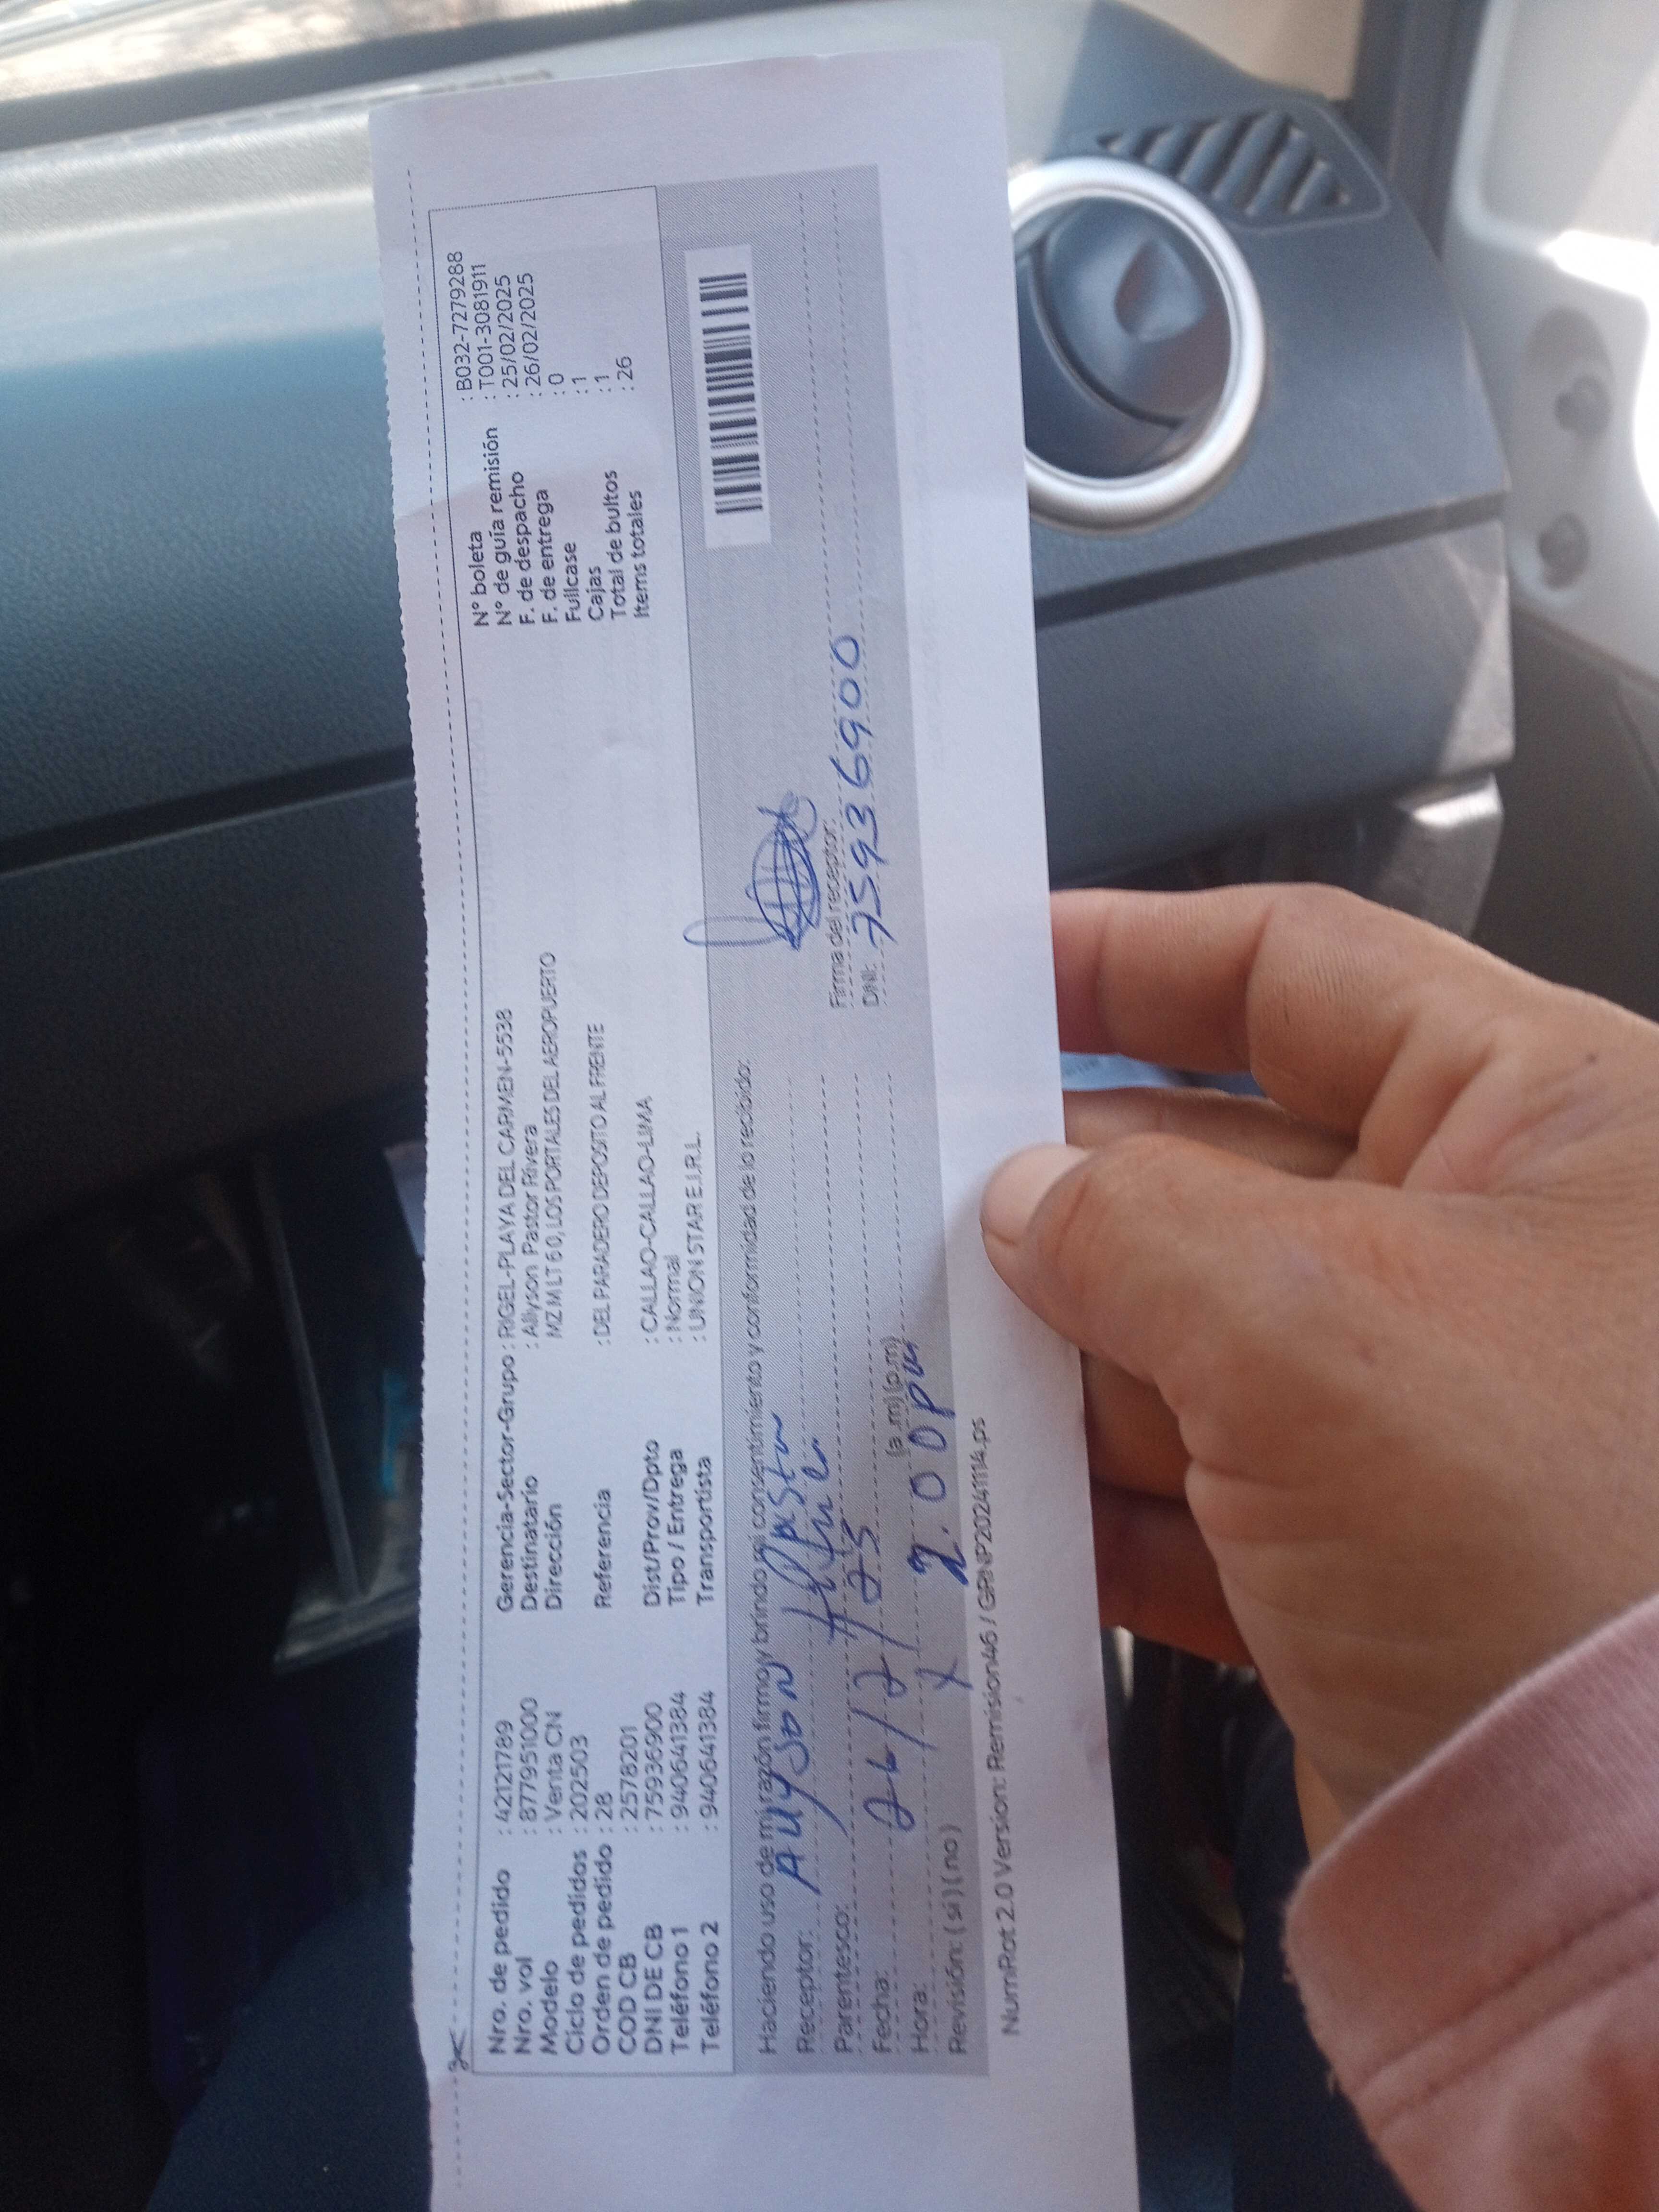 Nro. de pedido : 42121789
Nro. vol : 877951000
Modelo : Venta CN
Ciclo de pedidos : 202503
Orden de pedido : 28
COD CB : 25782​01
DNI DE CB : 75936900
Teléfono 1 : 940641384
Teléfono 2 : 940641384
Gerencia-Sector-Grupo : RIGEL-PLAYA DEL CARMEN-5538
Destinatario : Allyson Pastor Rivera
Dirección MZ M LT 6 0, LOS PORTALES DEL AEROPUERTO
Referencia : DEL PARADERO DEPOSITO AL FRENTE
Dist/Prov/Dpto : CALLAO-CALLAO-LIMA
Tipo / Entrega : Normal
Transportista : UNION STAR E.I.R.L.
N° boleta : B032-7279288
N° de guía remisión : T001-3081911
F. de despacho : 25/02/2025
F. de entrega : 26/02/2025
Fullcase : 0
Cajas : 1
Total de bultos : 1
Items totales : 26
Haciendo uso de mi razón firmo y brindo mi consentimiento y conformidad de lo recibido:
Receptor: Allyson Pastor
Parentesco:
Fecha: 26/2/25
Hora: 2:00pm (a.m) (p.m)
Revisión: ( si ) ( no )
Firma del receptor:
DNI: 75936900
NumRot 2.0 Version: Remision46 / GRNP20241114.ps